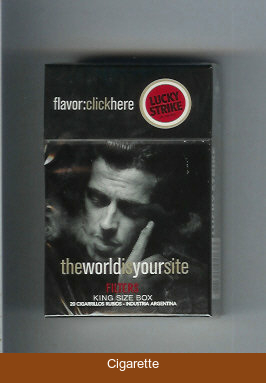 flavor:clickhere
LUCKY
STRIKE
theworldisyoursite
FILTERS
KING SIZE BOX
20 CIGARRILLOS RUBIOS - INDUSTRIA ARGENTINA
Cigarette